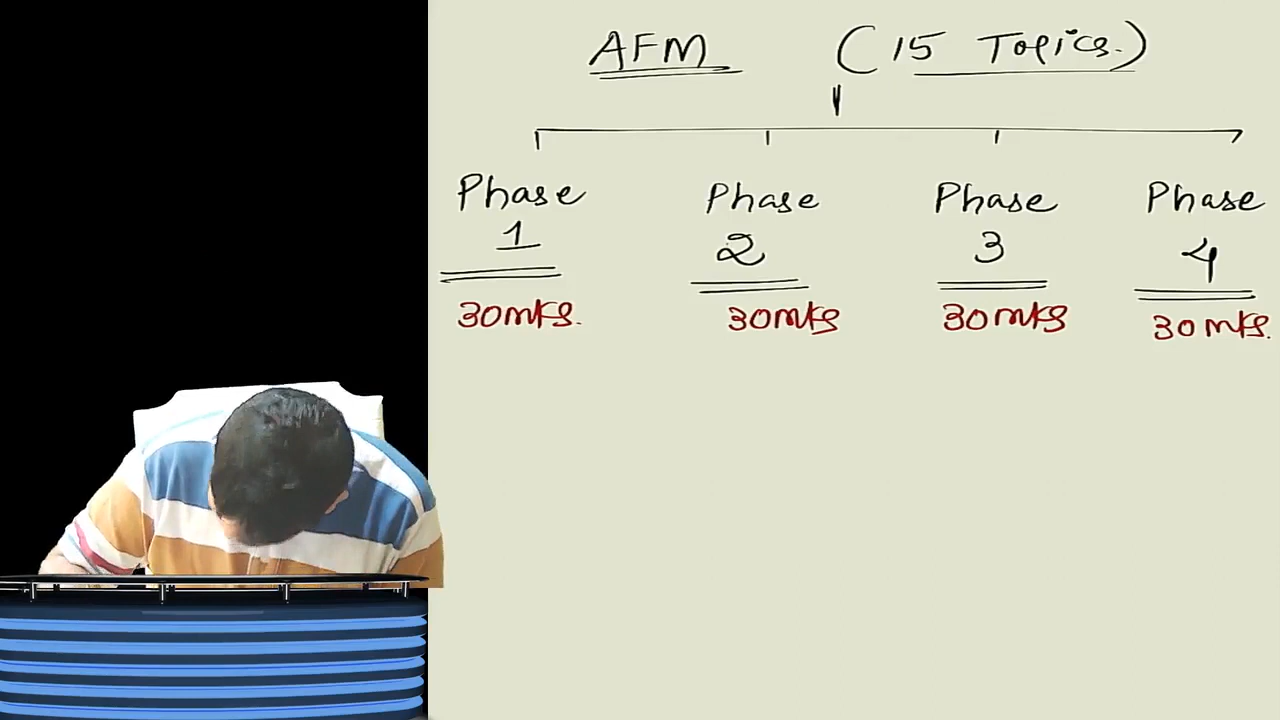 AFM (15 Topics.)
Phase 1 30mks.
Phase 2 30mks
Phase 3 30mks
Phase 4 30mks.